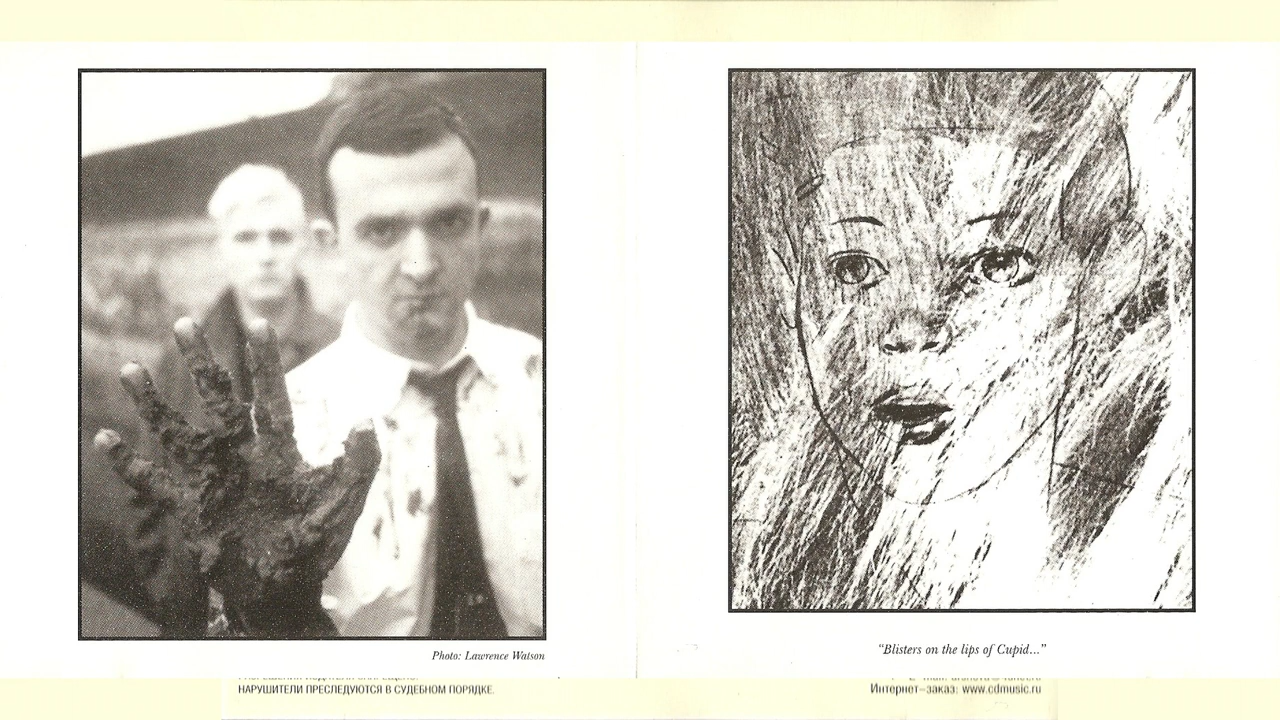 Photo: Lawrence Watson
“Blisters on the lips of Cupid...”
НАРУШИТЕЛИ ПРЕСЛЕДУЮТСЯ В СУДЕБНОМ ПОРЯДКЕ.
Интернет–заказ: www.cdmusic.ru